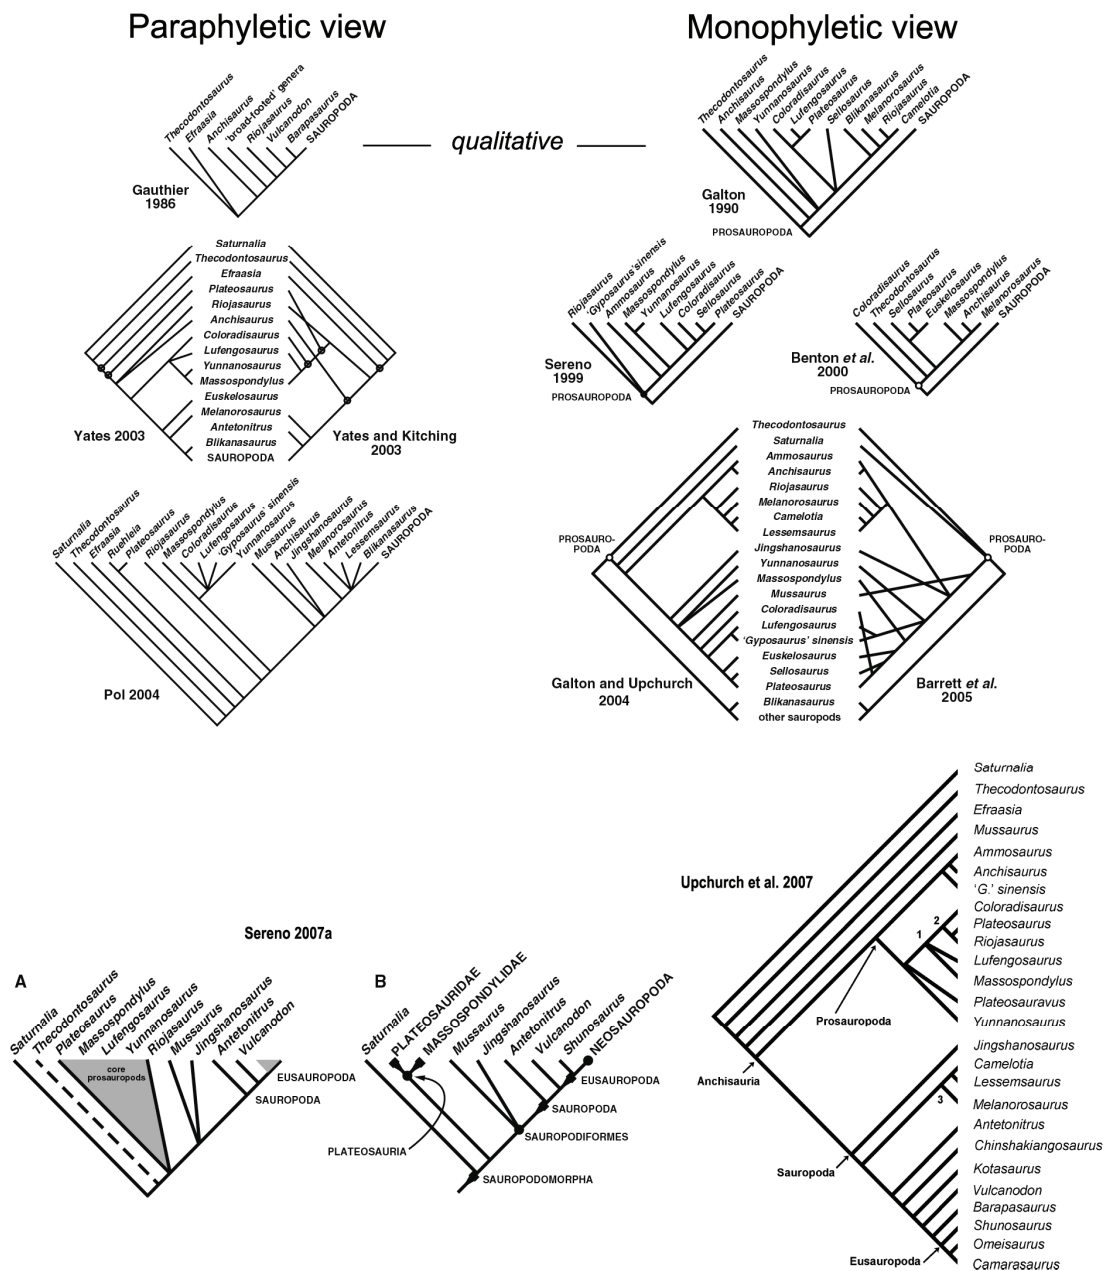 Paraphyletic view
Monophyletic view
Thecodontosaurus
Efraasia
Anchisaurus
'broad-footed' genera
Riojasaurus
Vulcanodon
Barapasaurus
SAUROPODA
Gauthier
1986
qualitative
Thecodontosaurus
Anchisaurus
Massospondylus
Yunnanosaurus
Coloradisaurus
Lufengosaurus
Plateosaurus
Sellosaurus
Blikanasaurus
Melanorosaurus
Riojasaurus
Camelotia
SAUROPODA
Galton
1990
PROSAUROPODA
Saturnalia
Thecodontosaurus
Efraasia
Plateosaurus
Riojasaurus
Anchisaurus
Coloradisaurus
Lufengosaurus
Yunnanosaurus
Massospondylus
Euskelosaurus
Melanorosaurus
Antetonitrus
Blikanasaurus
SAUROPODA
Yates 2003
Yates and Kitching
2003
Riojasaurus
'Gyposaurus' sinensis
Ammosaurus
Massospondylus
Yunnanosaurus
Lufengosaurus
Coloradisaurus
Sellosaurus
Plateosaurus
SAUROPODA
Sereno
1999
PROSAUROPODA
Coloradisaurus
Thecodontosaurus
Sellosaurus
Plateosaurus
Euskelosaurus
Massospondylus
Anchisaurus
Melanorosaurus
SAUROPODA
Benton et al.
2000
PROSAUROPODA
Saturnalia
Thecodontosaurus
Efraasia
Ruehleia
Plateosaurus
Riojasaurus
Massospondylus
Coloradisaurus
Lufengosaurus
'Gyposaurus' sinensis
Yunnanosaurus
Mussaurus
Anchisaurus
Jingshanosaurus
Melanorosaurus
Antetonitrus
Lessemsaurus
Blikanasaurus
SAUROPODA
Pol 2004
Thecodontosaurus
Saturnalia
Ammosaurus
Anchisaurus
Riojasaurus
Melanorosaurus
Camelotia
Lessemsaurus
Jingshanosaurus
Yunnanosaurus
Massospondylus
Mussaurus
Coloradisaurus
Lufengosaurus
'Gyposaurus' sinensis
Euskelosaurus
Sellosaurus
Plateosaurus
Blikanasaurus
other sauropods
PROSAURO-
PODA
PROSAURO-
PODA
Galton and Upchurch
2004
Barrett et al.
2005
Sereno 2007a
A
Saturnalia
Thecodontosaurus
Plateosaurus
Massospondylus
Lufengosaurus
Yunnanosaurus
Riojasaurus
Mussaurus
Jingshanosaurus
Antetonitrus
Vulcanodon
core
prosauropods
EUSAUROPODA
SAUROPODA
B
Saturnalia
PLATEOSAURIDAE
MASSOSPONDYLIDAE
Mussaurus
Jingshanosaurus
Antetonitrus
Vulcanodon
Shunosaurus
NEOSAUROPODA
EUSAUROPODA
SAUROPODA
SAUROPODIFORMES
PLATEOSAURIA
SAUROPODOMORPHA
Upchurch et al. 2007
Saturnalia
Thecodontosaurus
Efraasia
Mussaurus
Ammosaurus
Anchisaurus
'G.' sinensis
Coloradisaurus
Plateosaurus
Riojasaurus
Lufengosaurus
Massospondylus
Plateosauravus
Yunnanosaurus
Jingshanosaurus
Camelotia
Lessemsaurus
Melanorosaurus
Antetonitrus
Chinshakiangosaurus
Kotasaurus
Vulcanodon
Barapasaurus
Shunosaurus
Omeisaurus
Camarasaurus
2
1
3
Prosauropoda
Anchisauria
Sauropoda
Eusauropoda